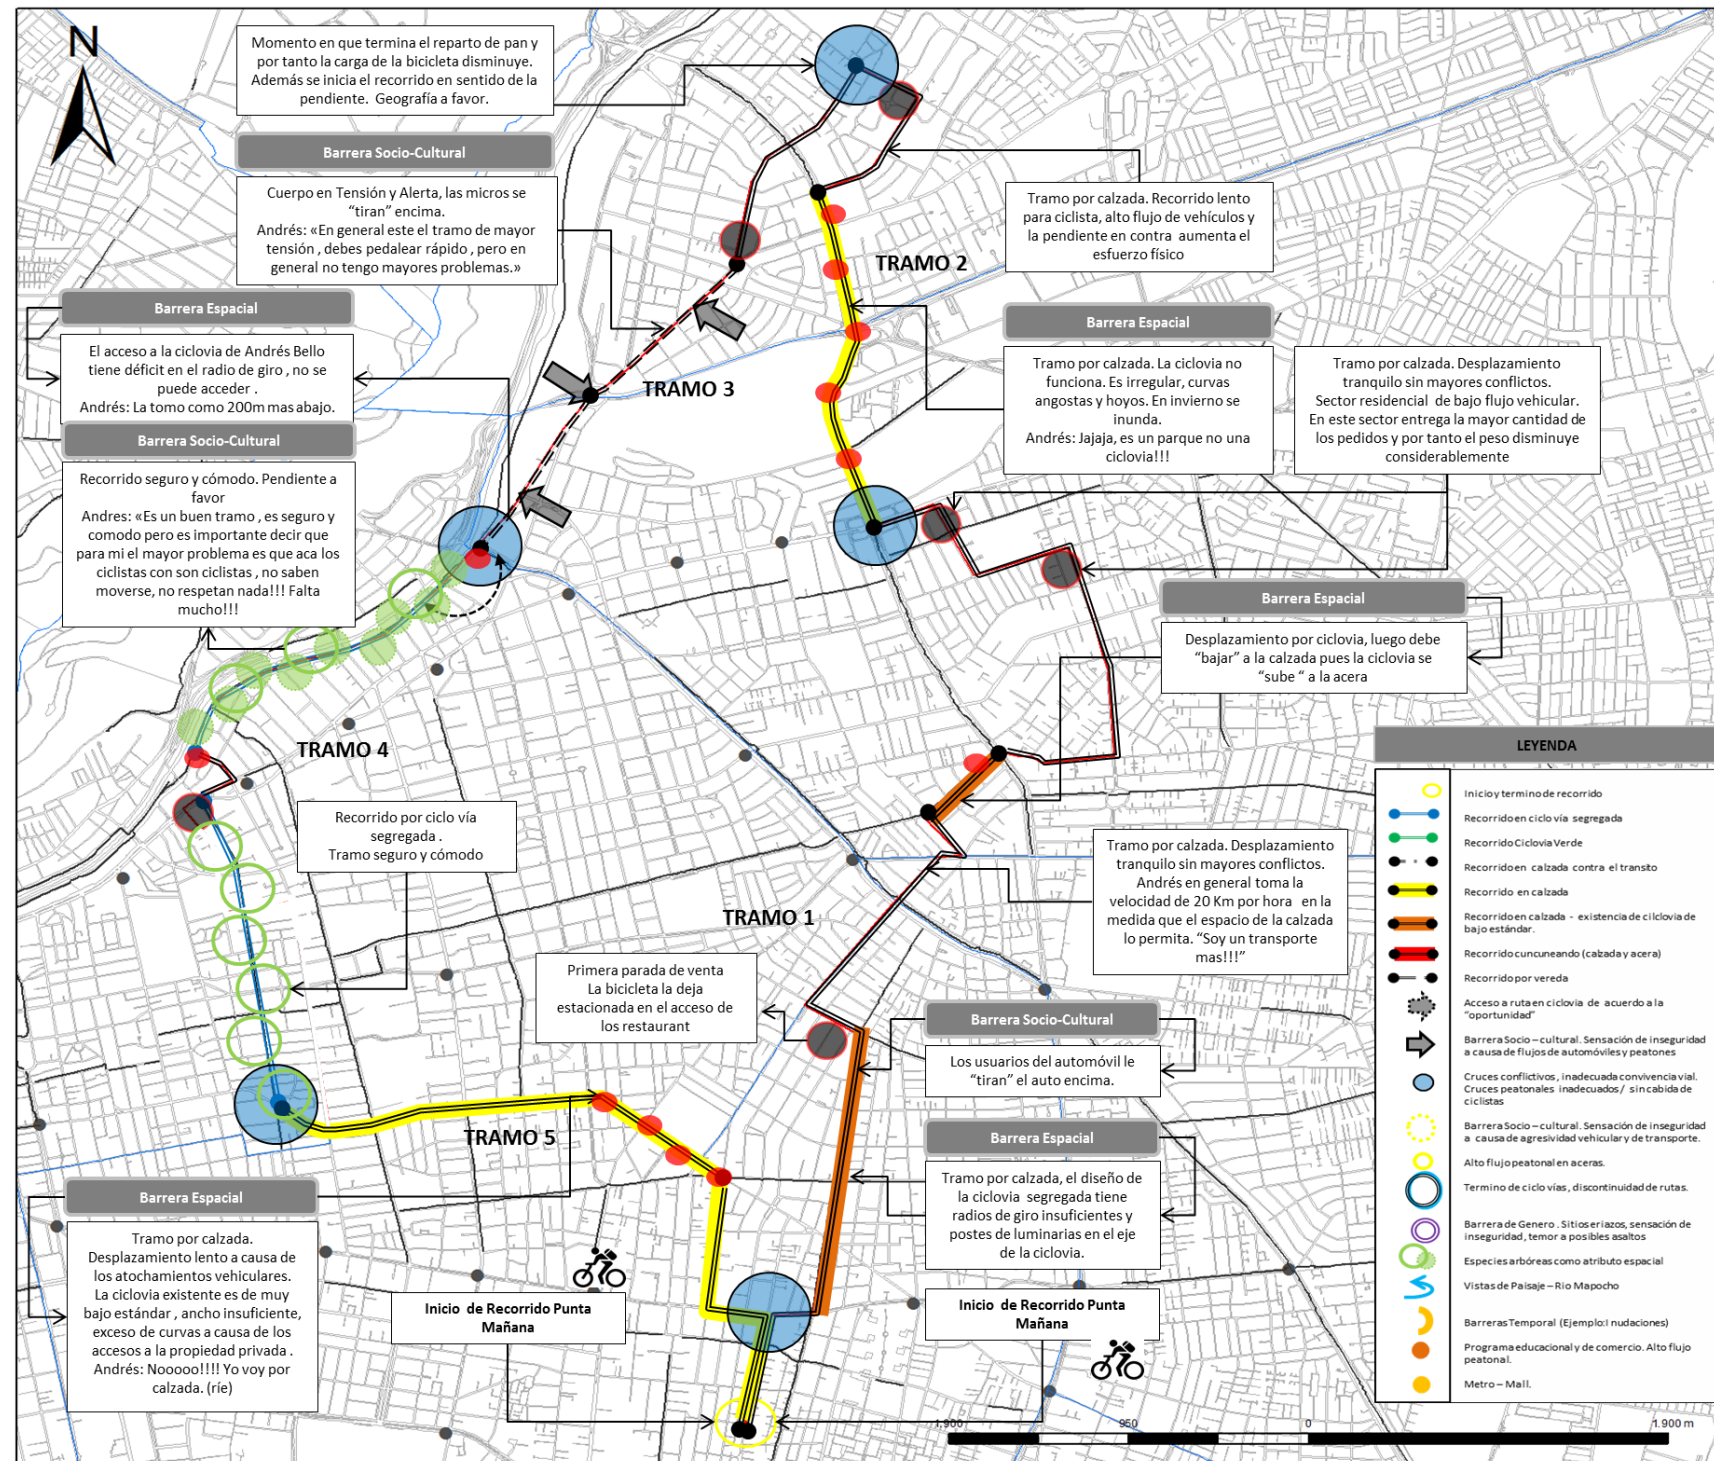 N
Momento en que termina el reparto de pan y
por tanto la carga de la bicicleta disminuye.
Además se inicia el recorrido en sentido de la
pendiente. Geografía a favor.
Barrera Socio-Cultural
Cuerpo en Tensión y Alerta, las micros se
“tiran” encima.
Andrés: «En general este el tramo de mayor
tensión , debes pedalear rápido , pero en
general no tengo mayores problemas.»
Barrera Espacial
El acceso a la ciclovia de Andrés Bello
tiene déficit en el radio de giro , no se
puede acceder .
Andrés: La tomo como 200m mas abajo.
Barrera Socio-Cultural
Recorrido seguro y cómodo. Pendiente a
favor
Andres: «Es un buen tramo , es seguro y
comodo pero es importante decir que
para mi el mayor problema es que aca los
ciclistas con son ciclistas , no saben
moverse, no respetan nada!!! Falta
mucho!!!
TRAMO 2
Tramo por calzada. Recorrido lento
para ciclista, alto flujo de vehículos y
la pendiente en contra aumenta el
esfuerzo físico
Barrera Espacial
Tramo por calzada. La ciclovia no
funciona. Es irregular, curvas
angostas y hoyos. En invierno se
inunda.
Andrés: Jajaja, es un parque no una
ciclovia!!!
Tramo por calzada. Desplazamiento
tranquilo sin mayores conflictos.
Sector residencial de bajo flujo vehicular.
En este sector entrega la mayor cantidad de
los pedidos y por tanto el peso disminuye
considerablemente
TRAMO 3
Barrera Espacial
Desplazamiento por ciclovia, luego debe
“bajar” a la calzada pues la ciclovia se
“sube “ a la acera
TRAMO 4
Recorrido por ciclo vía
segregada .
Tramo seguro y cómodo
Tramo por calzada. Desplazamiento
tranquilo sin mayores conflictos.
Andrés en general toma la
velocidad de 20 Km por hora en la
medida que el espacio de la calzada
lo permita. “Soy un transporte
mas!!!”
TRAMO 1
Primera parada de venta
La bicicleta la deja
estacionada en el acceso de
los restaurant
Barrera Socio-Cultural
Los usuarios del automóvil le
“tiran” el auto encima.
TRAMO 5
Barrera Espacial
Tramo por calzada, el diseño de
la ciclovia segregada tiene
radios de giro insuficientes y
postes de luminarias en el eje
de la ciclovia.
Barrera Espacial
Tramo por calzada.
Desplazamiento lento a causa de
los atochamientos vehiculares.
La ciclovia existente es de muy
bajo estándar , ancho insuficiente,
exceso de curvas a causa de los
accesos a la propiedad privada .
Andrés: Nooooo!!!! Yo voy por
calzada. (ríe)
Inicio de Recorrido Punta
Mañana
Inicio de Recorrido Punta
Mañana
LEYENDA
Inicio y termino de recorrido
Recorrido en ciclo vía segregada
Recorrido Ciclovia Verde
Recorrido en calzada contra el transito
Recorrido en calzada
Recorrido en calzada - existencia de cilclovia de
bajo estándar.
Recorrido cuncuneando (calzada y acera)
Recorrido por vereda
Acceso a ruta en ciclovia de acuerdo a la
“oportunidad”
Barrera Socio – cultural. Sensación de inseguridad
a causa de flujos de automóviles y peatones
Cruces conflictivos, inadecuada convivencia vial.
Cruces peatonales inadecuados / sin cabida de
ciclistas
Barrera Socio – cultural. Sensación de inseguridad
a causa de agresividad vehicular y de transporte.
Alto flujo peatonal en aceras.
Termino de ciclo vías, discontinuidad de rutas.
Barrera de Genero . Sitios eriazos, sensación de
inseguridad, temor a posibles asaltos
Especies arbóreas como atributo espacial
Vistas de Paisaje – Rio Mapocho
Barreras Temporal (Ejemplo: I nudaciones)
Programa educacional y de comercio. Alto flujo
peatonal.
Metro – Mall.
1.900 950 0 1.900 m